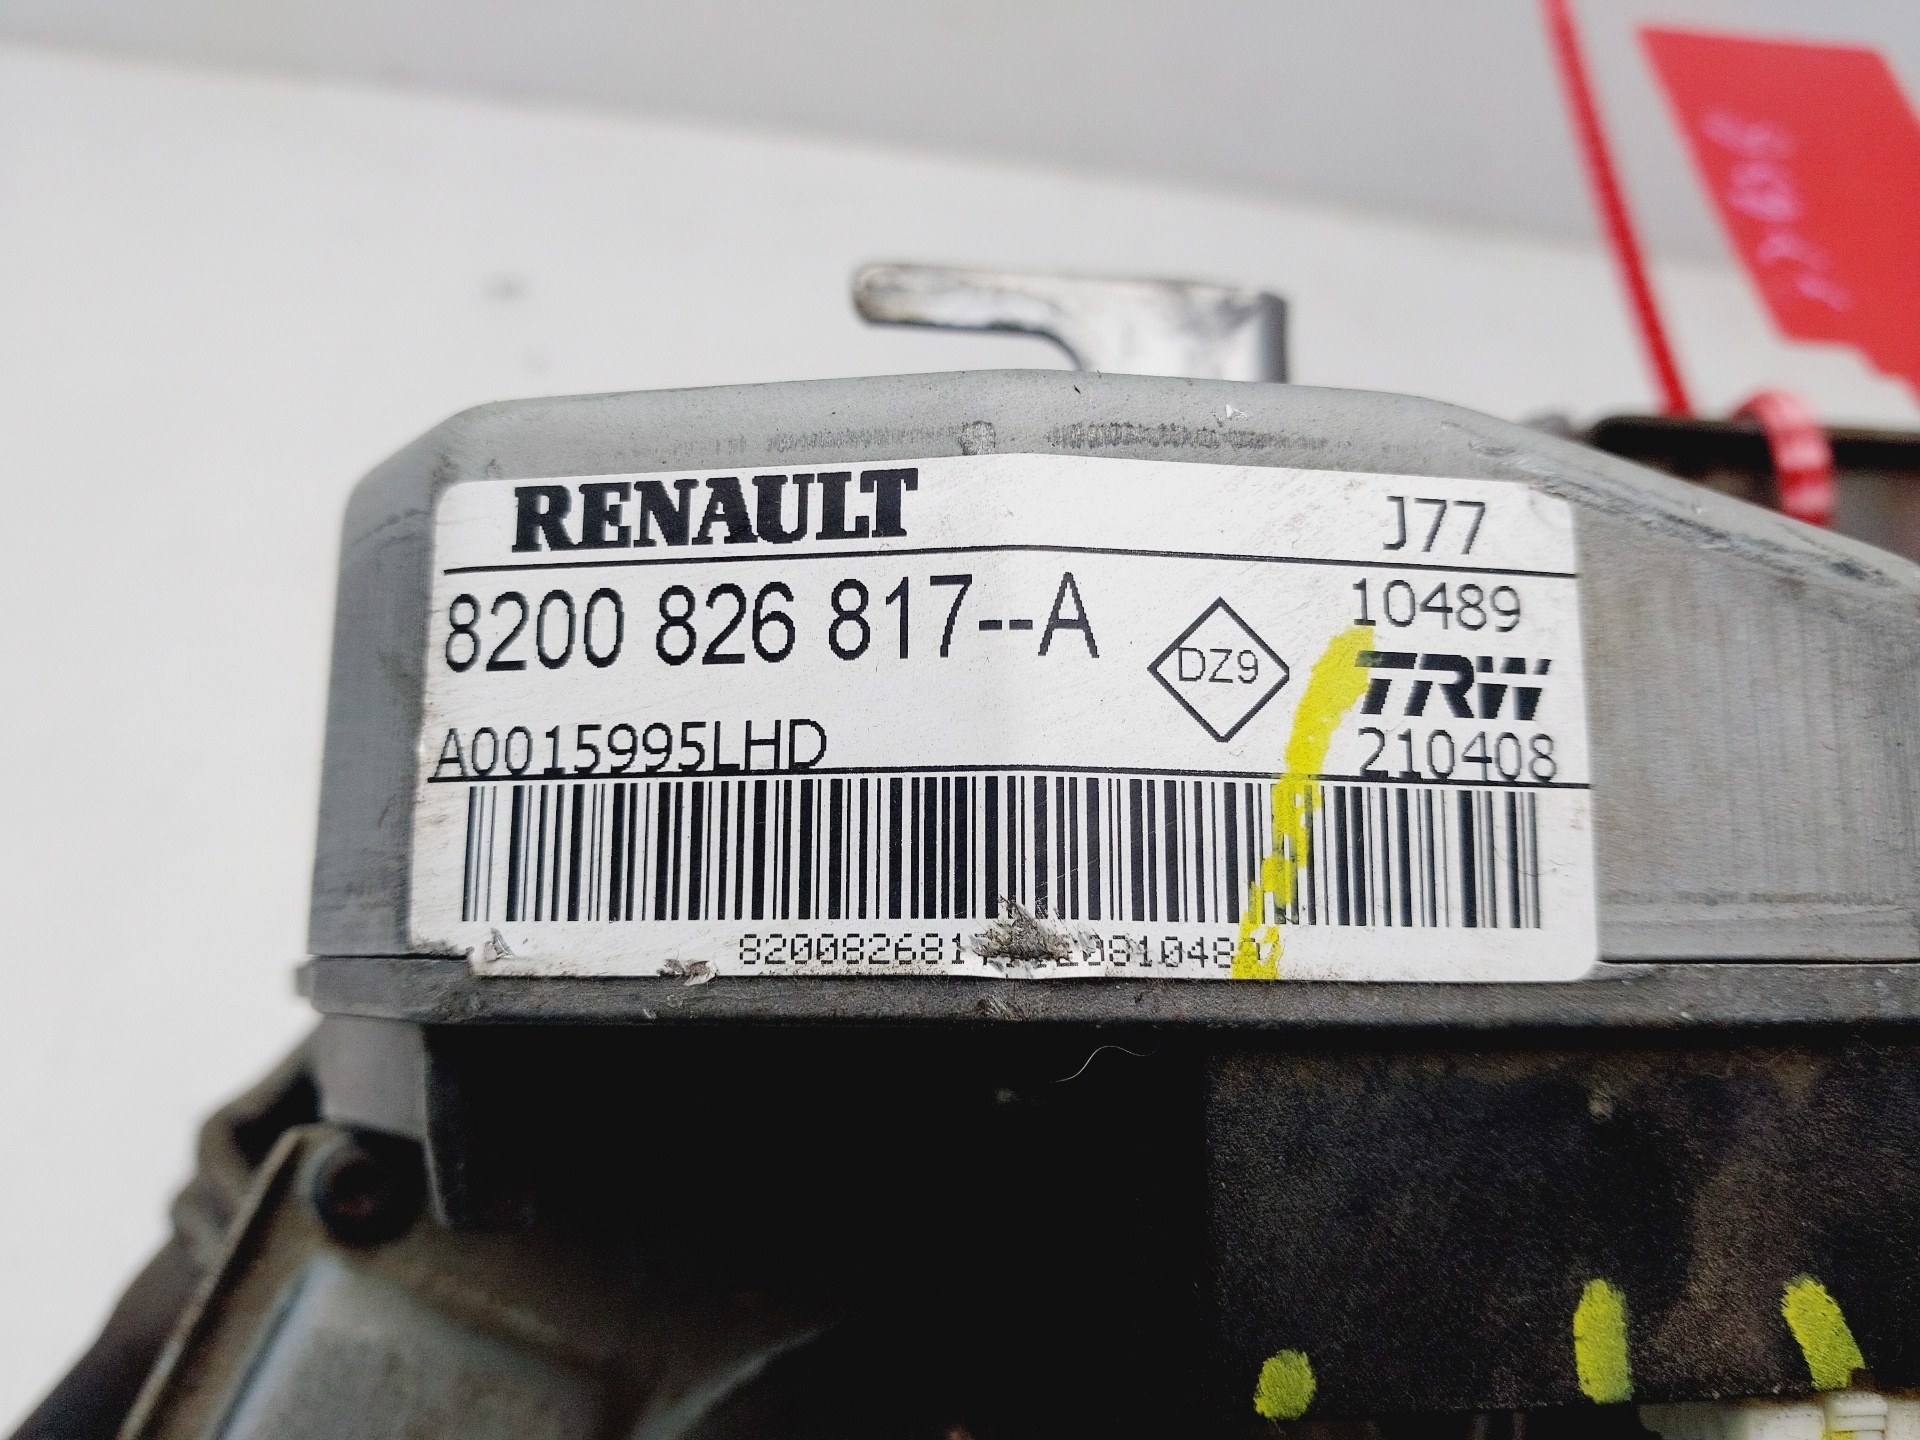 RENAULT J77
8200 826 817--A 10489
DZ9 TRW
A0015995LHD 210408